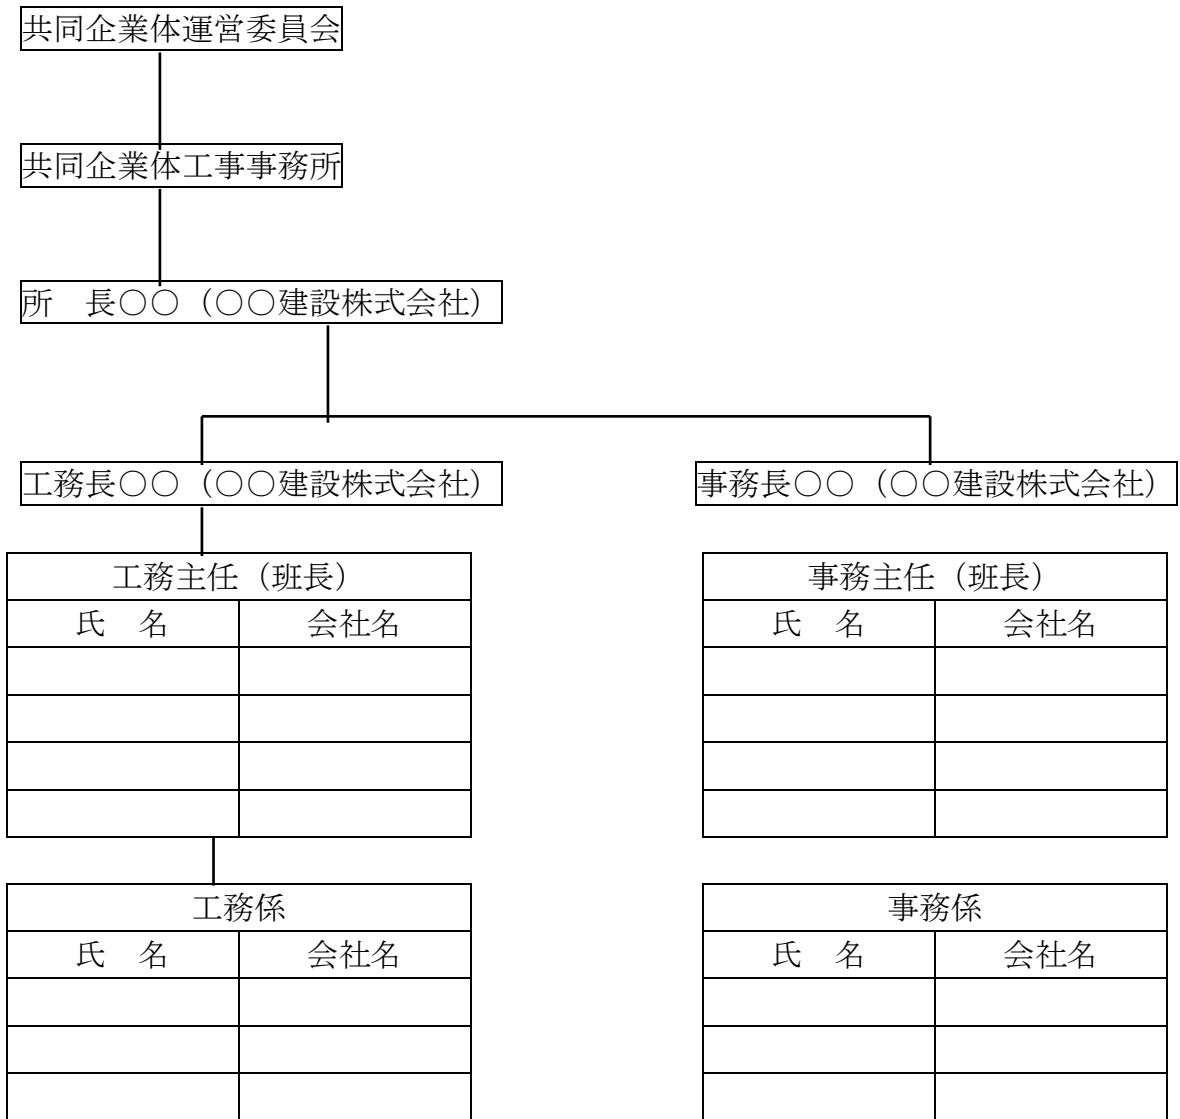 共同企業体運営委員会
共同企業体工事事務所
所　長○○（○○建設株式会社）
工務長○○（○○建設株式会社）
事務長○○（○○建設株式会社）
工務主任（班長）
氏　名　会社名
事務主任（班長）
氏　名　会社名
工務係
氏　名　会社名
事務係
氏　名　会社名